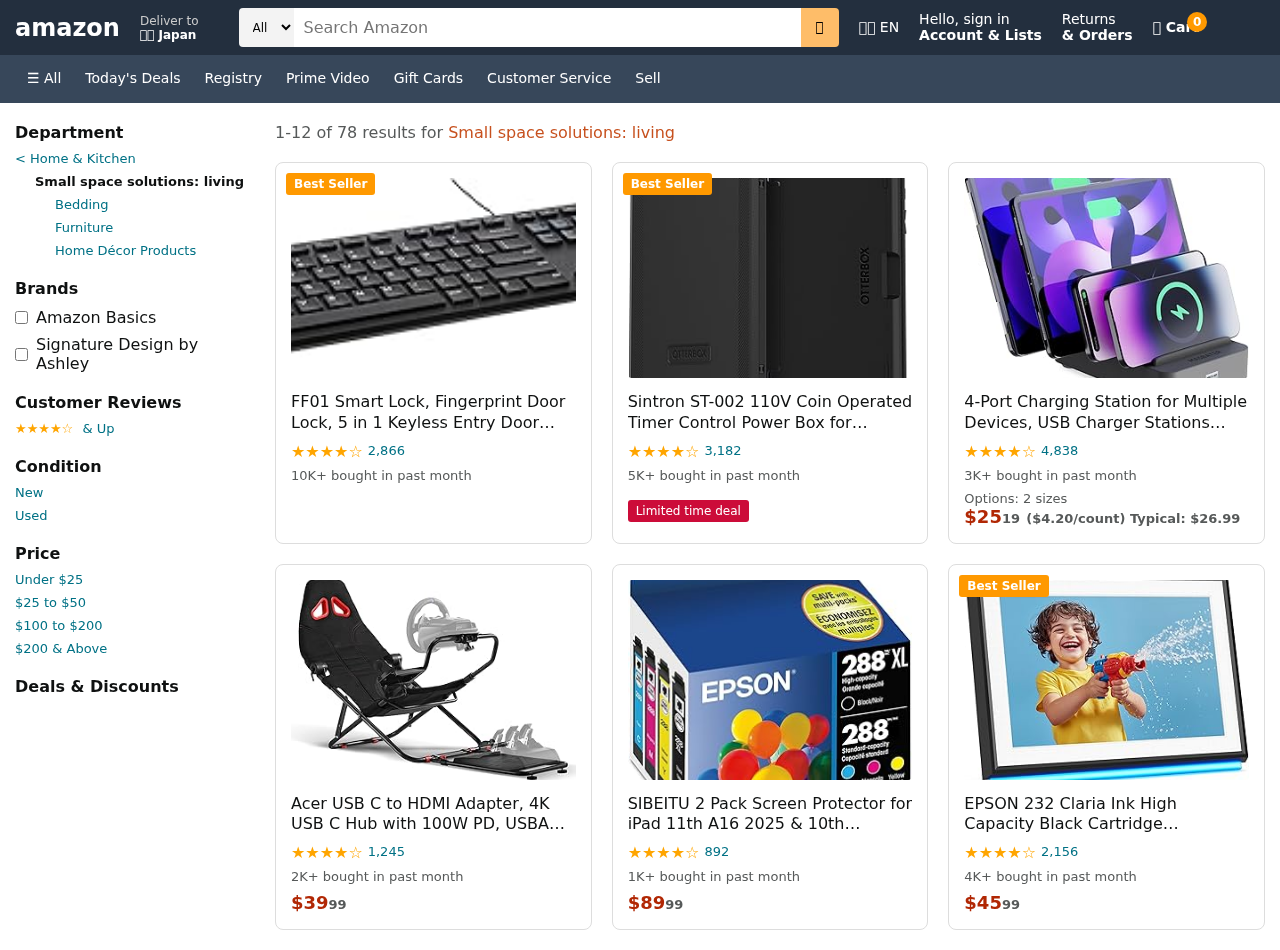 amazon
Deliver to
Japan
All
Search Amazon
EN
Hello, sign in
Account & Lists
Returns
& Orders
0
☰ All
Today's Deals
Registry
Prime Video
Gift Cards
Customer Service
Sell
Department
< Home & Kitchen
Small space solutions: living
Bedding
Furniture
Home Décor Products
Brands
Amazon Basics
Signature Design by
Ashley
Customer Reviews
★★★★☆ & Up
Condition
New
Used
Price
Under $25
$25 to $50
$100 to $200
$200 & Above
Deals & Discounts
1-12 of 78 results for Small space solutions: living
Best Seller
FF01 Smart Lock, Fingerprint Door
Lock, 5 in 1 Keyless Entry Door…
★★★★☆ 2,866
10K+ bought in past month
Best Seller
OTTERBOX
OTTERBOX
Sintron ST-002 110V Coin Operated
Timer Control Power Box for…
★★★★☆ 3,182
5K+ bought in past month
Limited time deal
4-Port Charging Station for Multiple
Devices, USB Charger Stations…
★★★★☆ 4,838
3K+ bought in past month
Options: 2 sizes
$25 19 ($4.20/count) Typical: $26.99
Acer USB C to HDMI Adapter, 4K
USB C Hub with 100W PD, USBA…
★★★★☆ 1,245
2K+ bought in past month
$39 99
SAVE with
multi-packs
ÉCONOMISEZ
avec les emballages
multiples
EPSON
288 XL
High-capacity
Grande capacité
Black/Noir
288
Standard-capacity
Capacité standard
Yellow
SIBEITU 2 Pack Screen Protector for
iPad 11th A16 2025 & 10th…
★★★★☆ 892
1K+ bought in past month
$89 99
Best Seller
EPSON 232 Claria Ink High
Capacity Black Cartridge…
★★★★☆ 2,156
4K+ bought in past month
$45 99